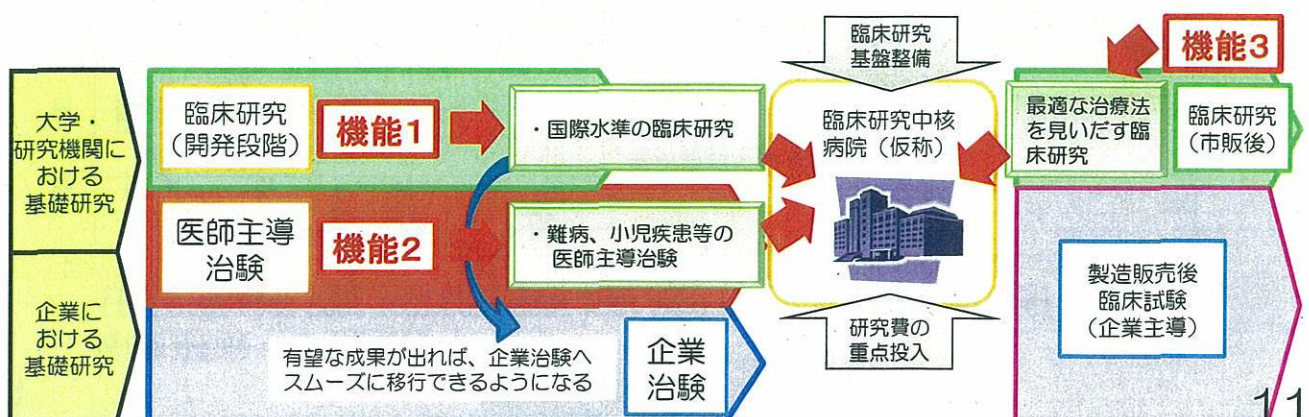 大学・
研究機関に
おける
基礎研究
企業に
おける
基礎研究
臨床研究
(開発段階)
機能1
・国際水準の臨床研究
医師主導
治験
機能2
・難病、小児疾患等の
医師主導治験
有望な成果が出れば、企業治験へ
スムーズに移行できるようになる
企業
治験
臨床研究
基盤整備
臨床研究中核
病院(仮称)
研究費の
重点投入
機能3
最適な治療法
を見いだす臨
床研究
臨床研究
(市販後)
製造販売後
臨床試験
(企業主導)
11